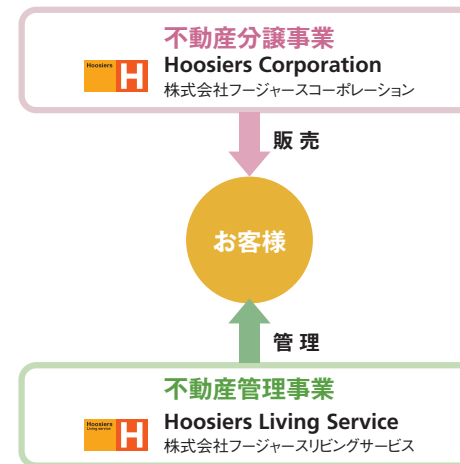 不動産分譲事業
Hoosiers H
Hoosiers Corporation
株式会社フージャースコーポレーション
販売
お客様
管理
不動産管理事業
Hoosiers Living service H
Hoosiers Living Service
株式会社フージャースリビングサービス